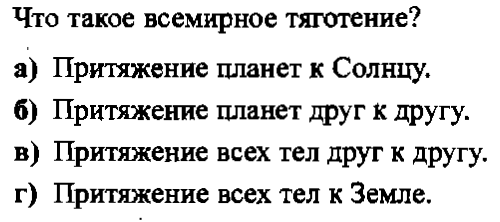 Что такое всемирное тяготение?
а) Притяжение планет к Солнцу.
б) Притяжение планет друг к другу.
в) Притяжение всех тел друг к другу.
г) Притяжение всех тел к Земле.